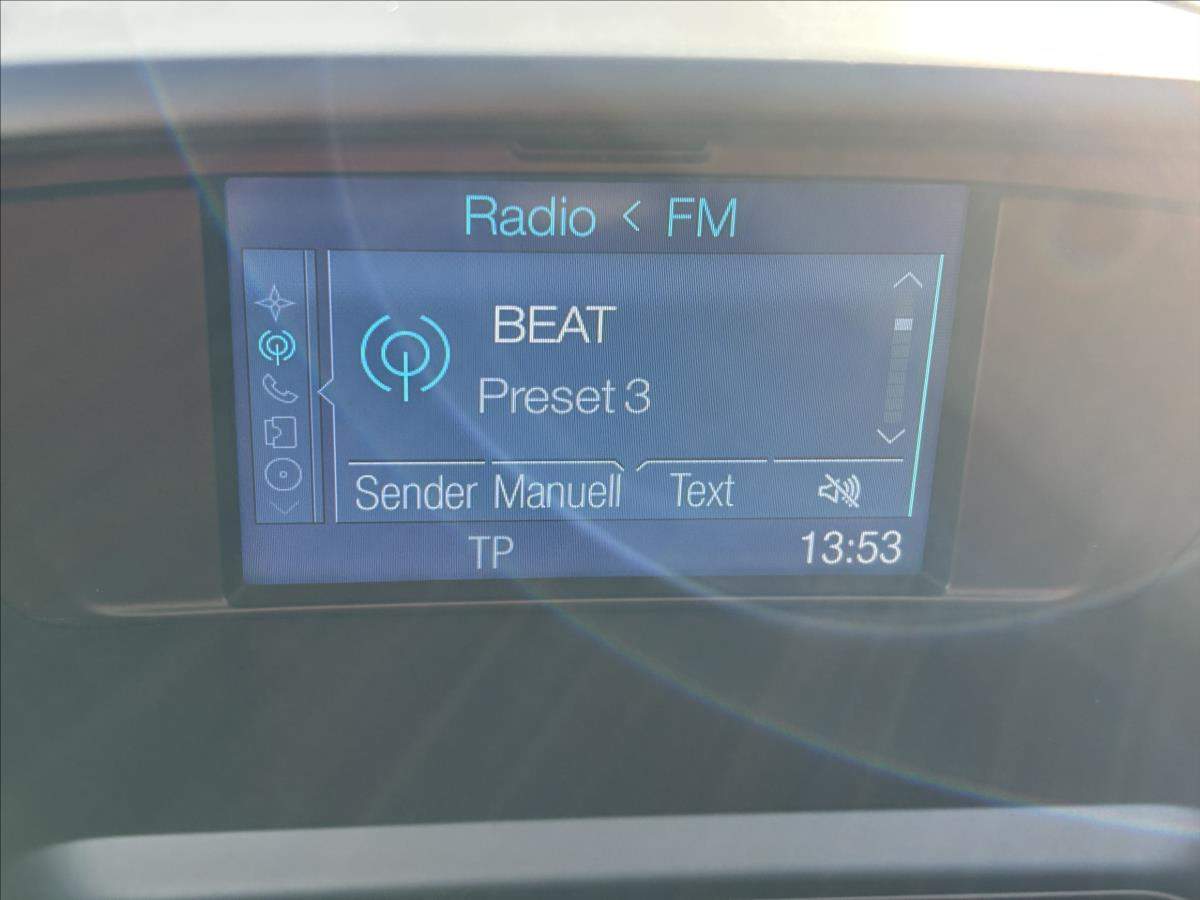 Radio < FM
BEAT
Preset 3
Sender Manuell Text
TP 13:53